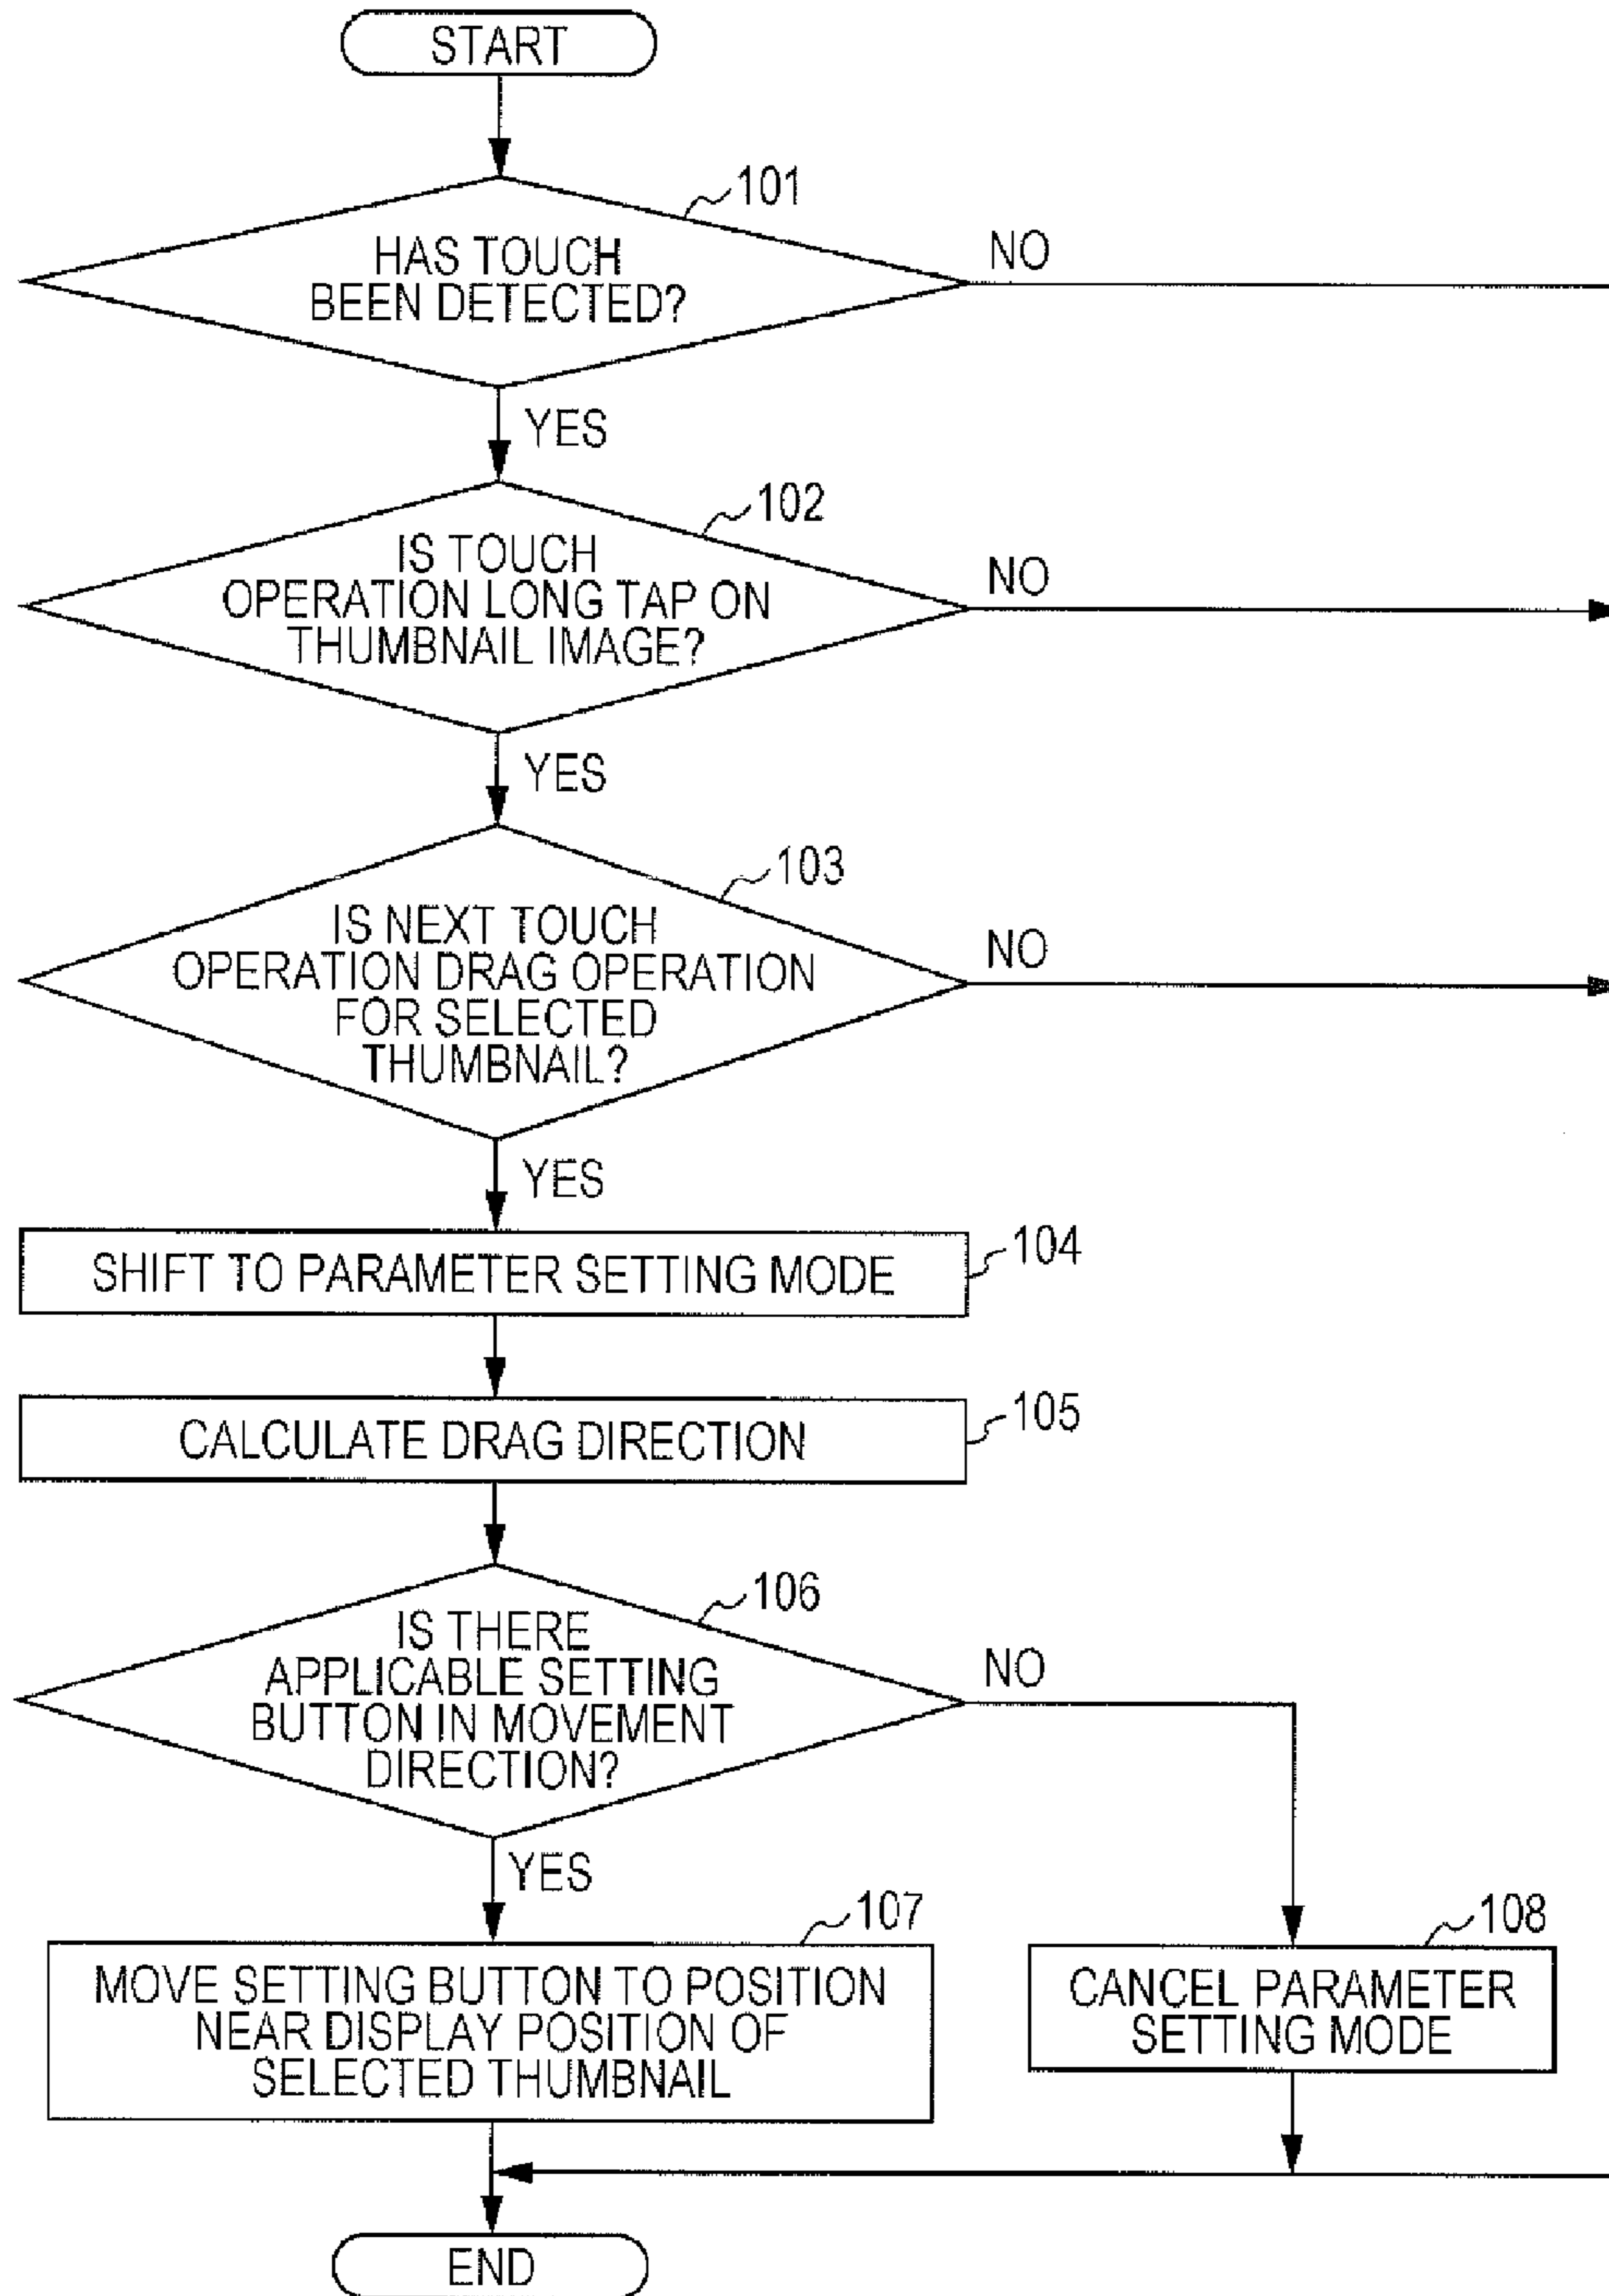 START
101
HAS TOUCH
BEEN DETECTED?
NO
YES
102
IS TOUCH
OPERATION LONG TAP ON
THUMBNAIL IMAGE?
NO
YES
103
IS NEXT TOUCH
OPERATION DRAG OPERATION
FOR SELECTED
THUMBNAIL?
NO
YES
SHIFT TO PARAMETER SETTING MODE
104
CALCULATE DRAG DIRECTION
105
106
IS THERE
APPLICABLE SETTING
BUTTON IN MOVEMENT
DIRECTION?
NO
YES
107
MOVE SETTING BUTTON TO POSITION
NEAR DISPLAY POSITION OF
SELECTED THUMBNAIL
108
CANCEL PARAMETER
SETTING MODE
END